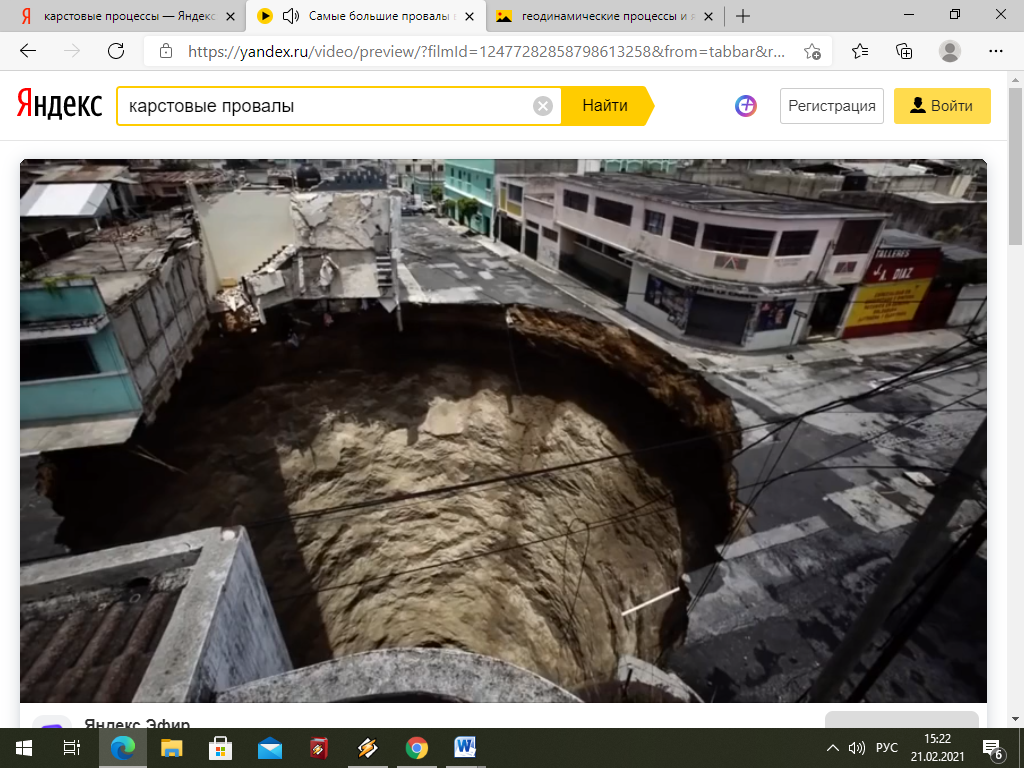 карстовые процессы — Яндекс
Самые большие провалы
геодинамические процессы и
https://yandex.ru/video/preview/?filmId=12477282858798613258&from=tabbar&r...
Яндекс
карстовые провалы
Найти
Регистрация
Войти
TALLERES
J.A. DIAZ
Яндекс Эфир
РУС
15:22
21.02.2021
6